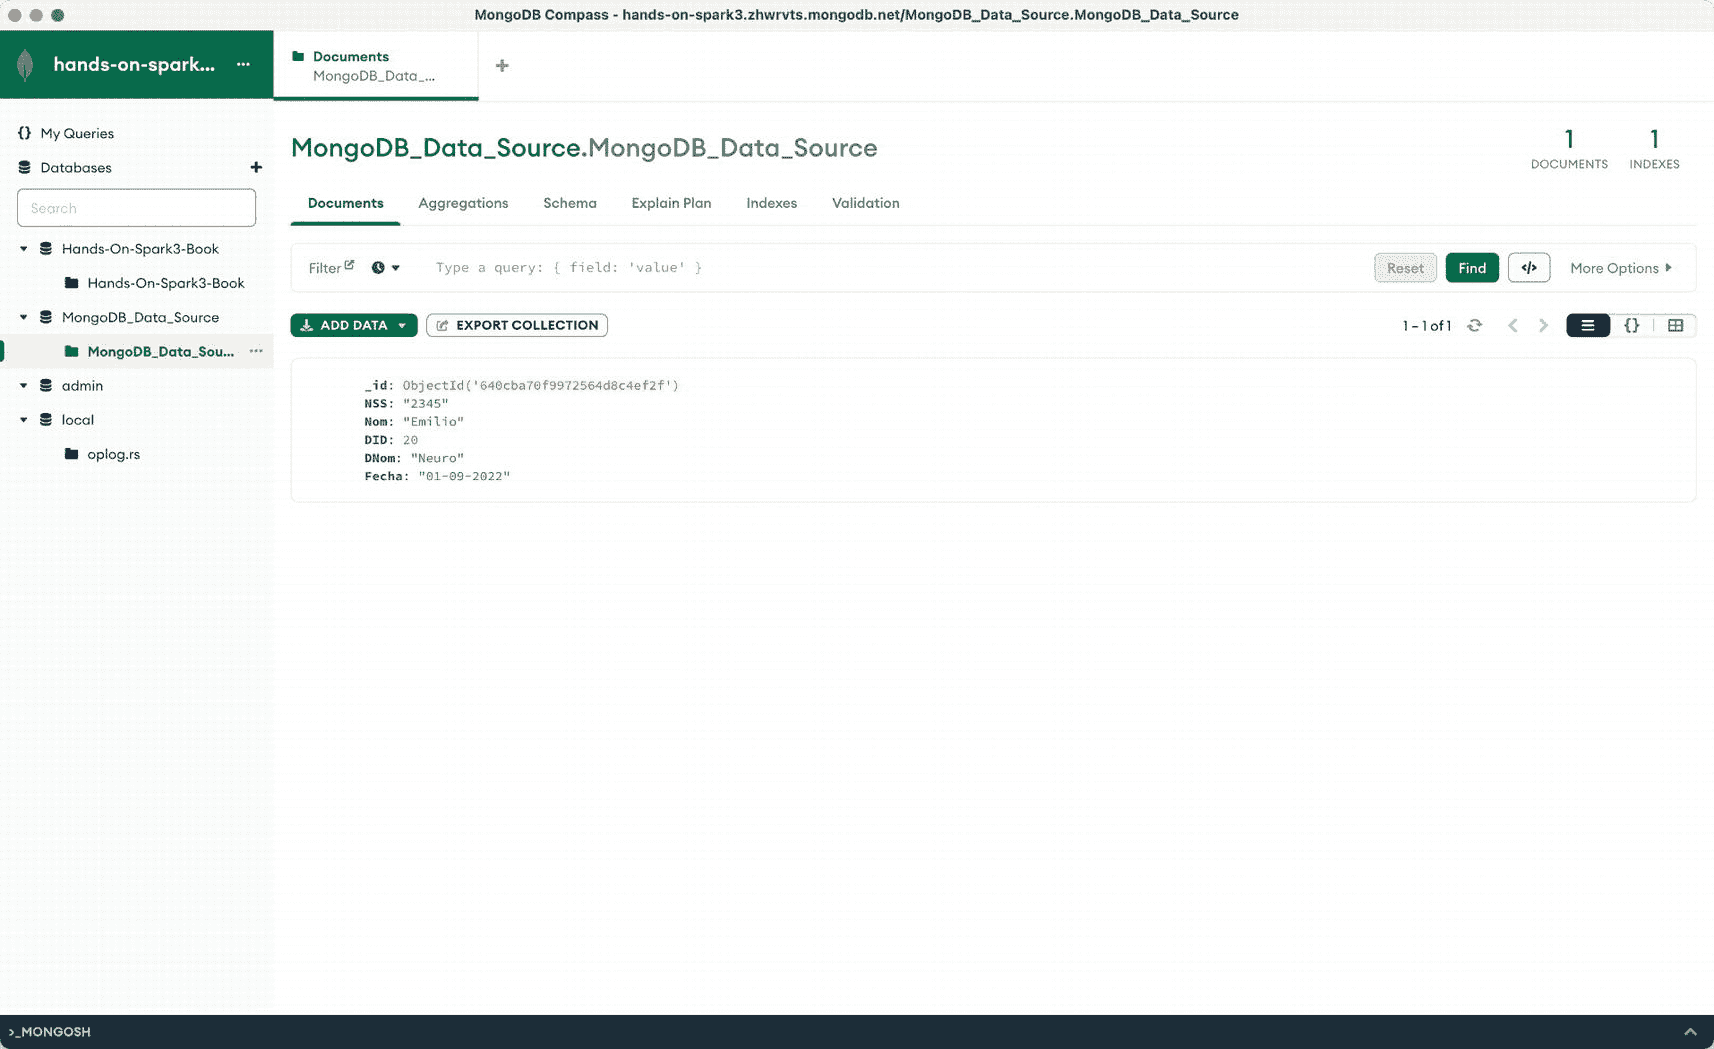 MongoDB Compass - hands-on-spark3.zhwrvts.mongodb.net/MongoDB_Data_Source.MongoDB_Data_Source
hands-on-spark... ...
Documents
MongoDB_Data_...
+
My Queries
Databases +
Search
Hands-On-Spark3-Book
Hands-On-Spark3-Book
MongoDB_Data_Source
MongoDB_Data_Sou... ...
admin
local
oplog.rs
MongoDB_Data_Source.MongoDB_Data_Source
1
DOCUMENTS
1
INDEXES
Documents Aggregations Schema Explain Plan Indexes Validation
Filter Type a query: { field: 'value' } Reset Find </> More Options
ADD DATA EXPORT COLLECTION 1 – 1 of 1 {}
_id: ObjectId('640cba70f9972564d8c4ef2f')
NSS: "2345"
Nom: "Emilio"
DID: 20
DNom: "Neuro"
Fecha: "01-09-2022"
>_MONGOSH